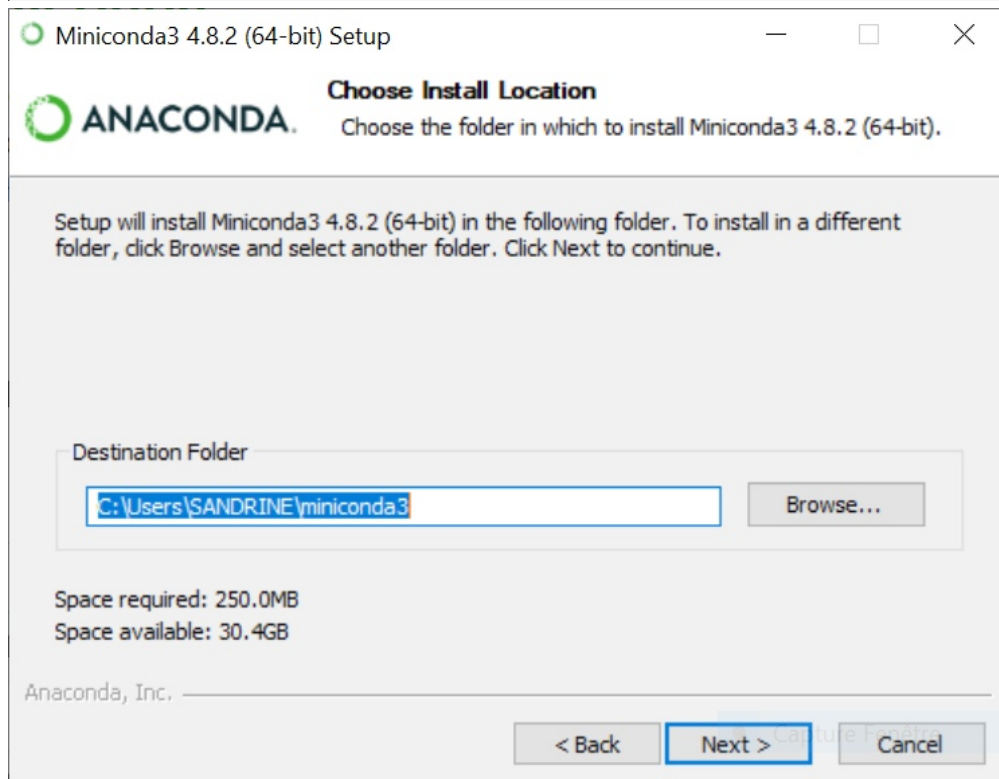 Miniconda3 4.8.2 (64-bit) Setup
ANACONDA.
Choose Install Location
Choose the folder in which to install Miniconda3 4.8.2 (64-bit).
Setup will install Miniconda3 4.8.2 (64-bit) in the following folder. To install in a different
folder, click Browse and select another folder. Click Next to continue.
Destination Folder
C:\Users\SANDRINE\miniconda3
Browse...
Space required: 250.0MB
Space available: 30.4GB
Anaconda, Inc.
< Back
Next >
Capture Fenêtre
Cancel